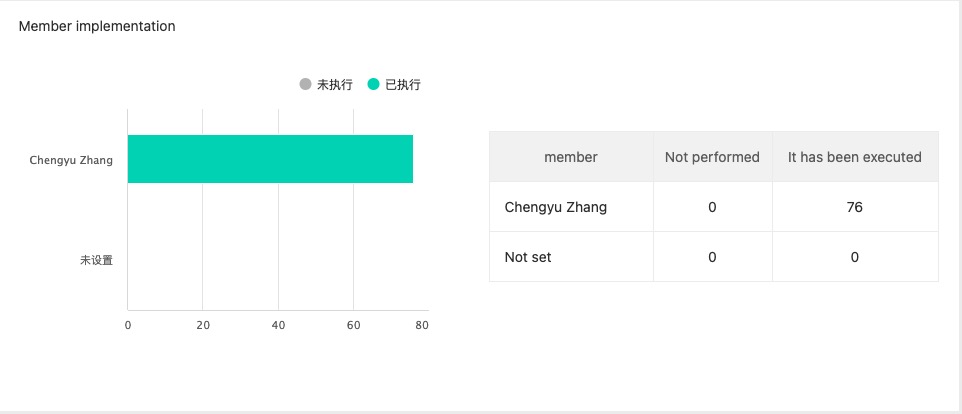 Member implementation
未执行 已执行
Chengyu Zhang
未设置
0 20 40 60 80
member Not performed It has been executed
Chengyu Zhang 0 76
Not set 0 0